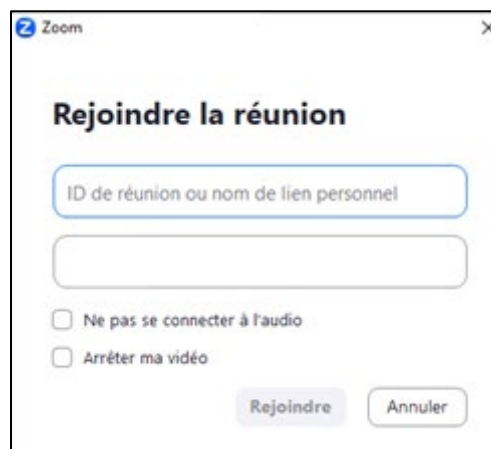 Zoom
Rejoindre la réunion
ID de réunion ou nom de lien personnel
Ne pas se connecter à l'audio
Arrêter ma vidéo
Rejoindre Annuler